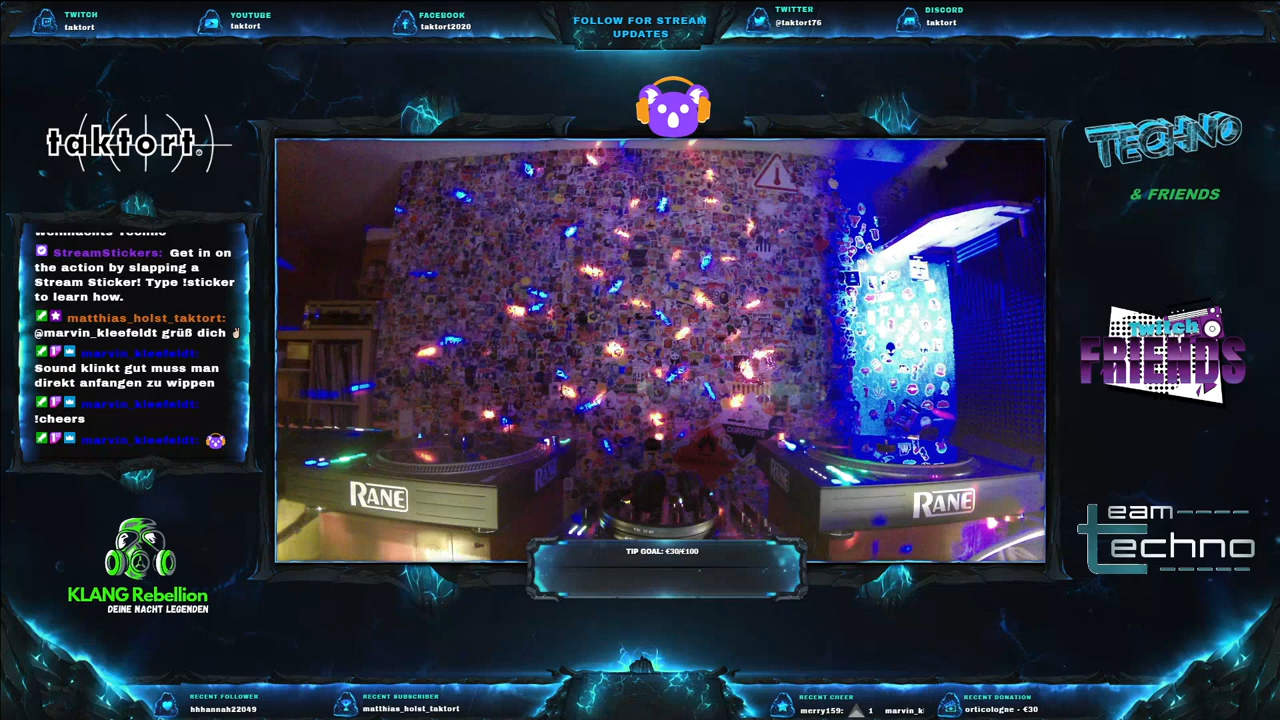 TWITCH
taktort
YOUTUBE
taktort
FACEBOOK
taktort2020
FOLLOW FOR STREAM
UPDATES
TWITTER
@taktort76
DISCORD
taktort
taktort.
TECHNO
& FRIENDS
Weihnachts Techno
StreamStickers: Get in on
the action by slapping a
Stream Sticker! Type !sticker
to learn how.
matthias_holst_taktort:
@marvin_kleefeldt grüß dich ✌
marvin_kleefeldt:
Sound klinkt gut muss man
direkt anfangen zu wippen
marvin_kleefeldt:
!cheers
marvin_kleefeldt:
twitch
FRIENDS
RANE
RANE
TIP GOAL: €30/€100
team
techno
KLANG Rebellion
DEINE NACHT LEGENDEN
RECENT FOLLOWER
hhhannah22049
RECENT SUBSCRIBER
matthias_holst_taktort
RECENT CHEER
merry159: 1 marvin_k
RECENT DONATION
orticologne - €30